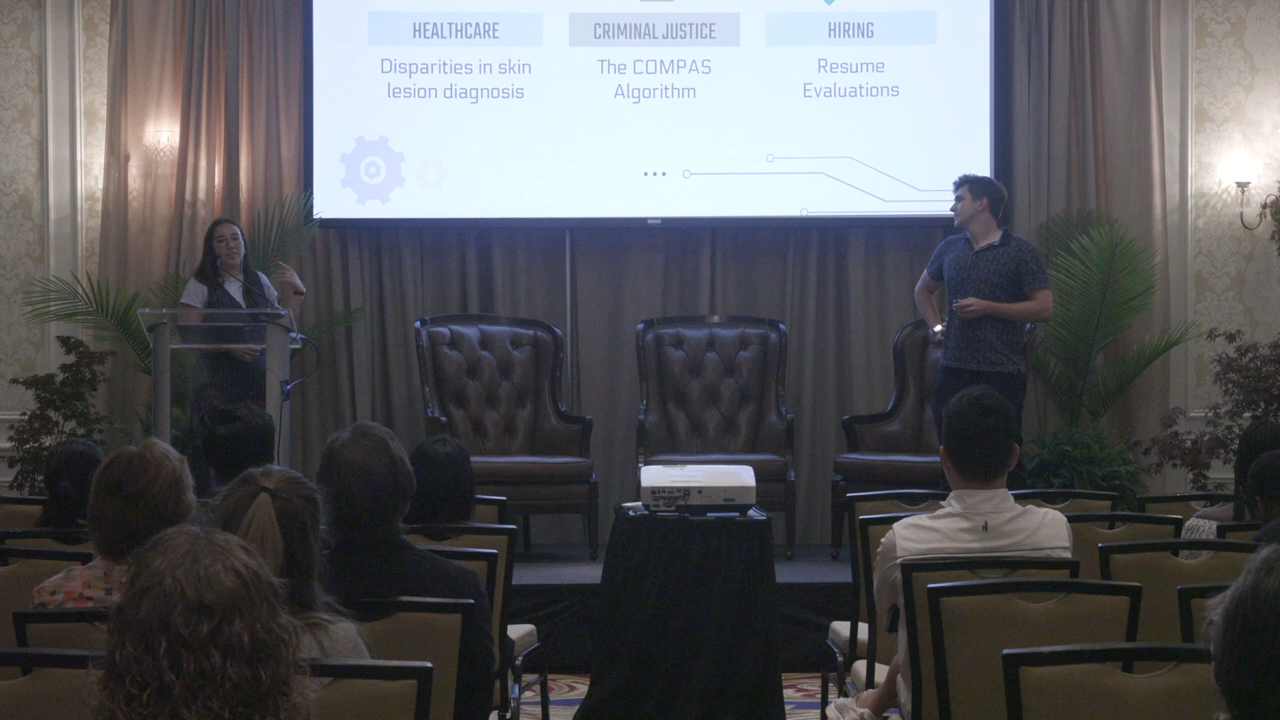 HEALTHCARE
Disparities in skin
lesion diagnosis
CRIMINAL JUSTICE
The COMPAS
Algorithm
HIRING
Resume
Evaluations